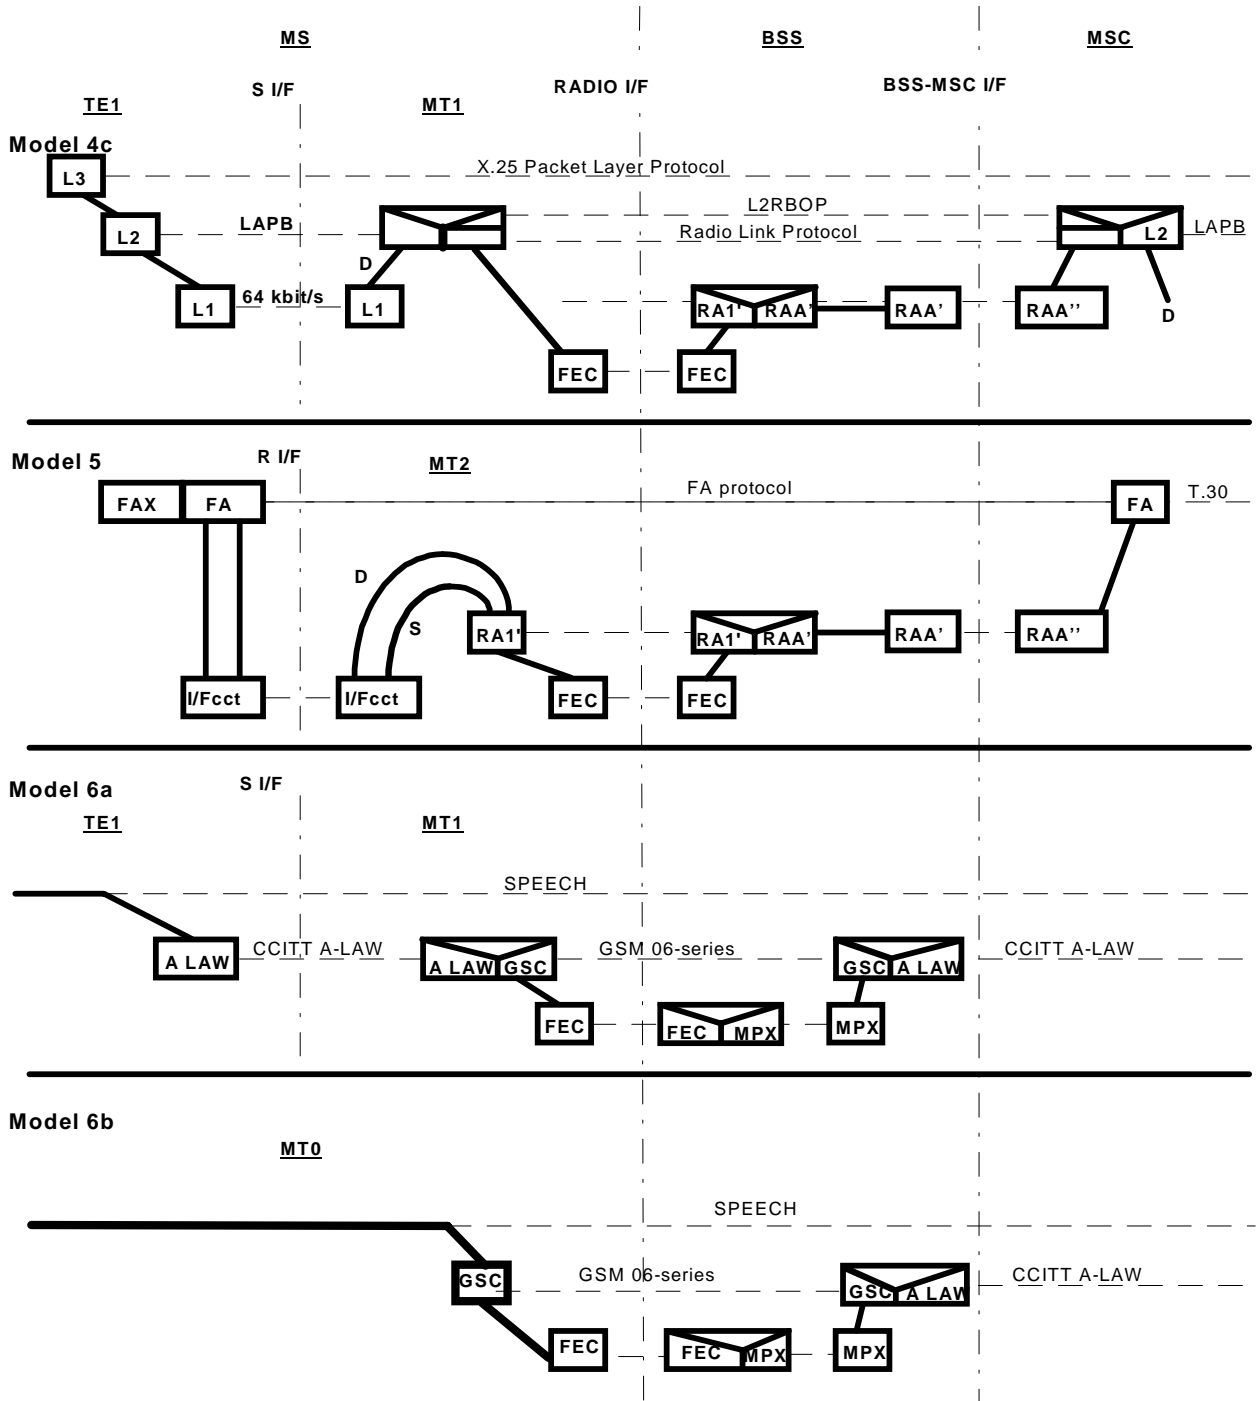 MS BSS MSC
S I/F RADIO I/F BSS-MSC I/F
TE1 MT1
Model 4c
L3 X.25 Packet Layer Protocol
L2RBOP
L2 LAPB Radio Link Protocol L2 LAPB
D
L1 64 kbit/s L1 RA1' RAA' RAA' RAA'' D
FEC FEC
Model 5 R I/F MT2
FAX FA FA protocol FA T.30
D
S RA1' RA1' RAA' RAA' RAA''
I/Fcct I/Fcct FEC FEC
Model 6a S I/F
TE1 MT1
SPEECH
A LAW CCITT A-LAW A LAW GSC GSM 06-series GSC A LAW CCITT A-LAW
FEC FEC MPX MPX
Model 6b
MT0
SPEECH
GSC GSM 06-series GSC A LAW CCITT A-LAW
FEC FEC MPX MPX